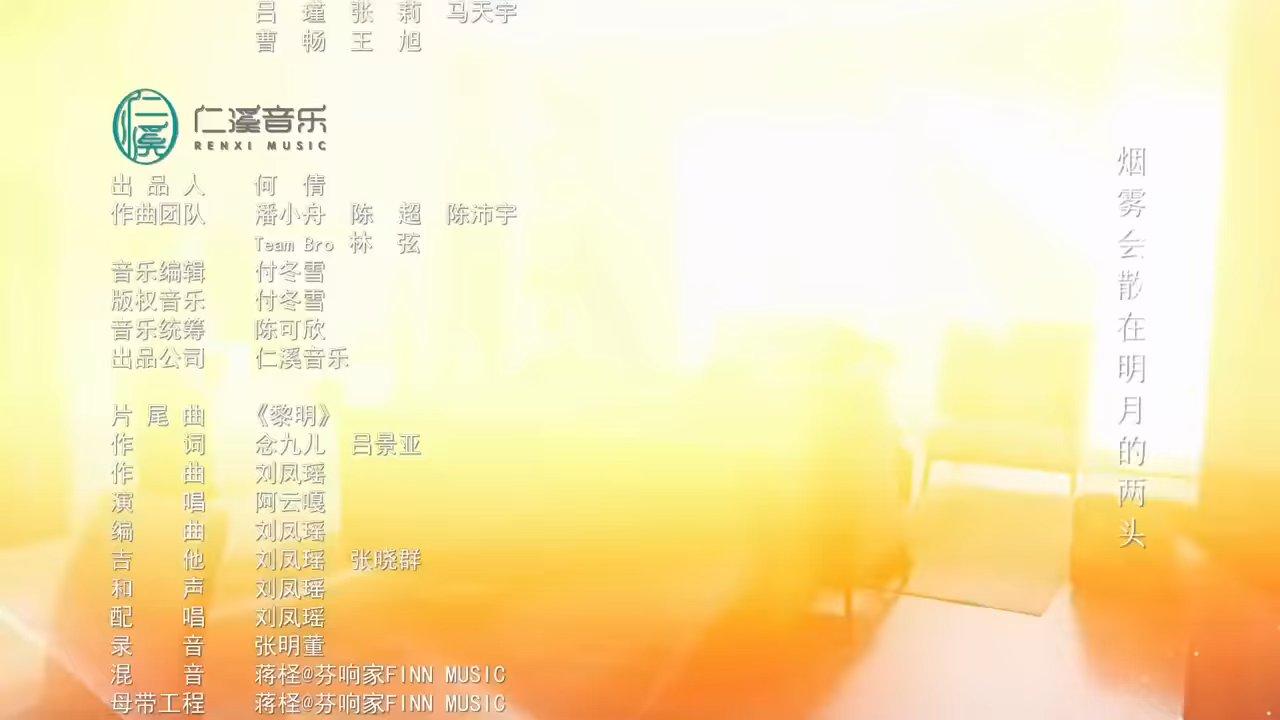 吕　瑾　张　莉　马天宇
曹　畅　王　旭
仁溪
仁溪音乐
RENXI MUSIC
出品人　何　倩
作曲团队　潘小舟　陈　超　陈沛宇
Team Bro　林　弦
音乐编辑　付冬雪
版权音乐　付冬雪
音乐统筹　陈可欣
出品公司　仁溪音乐
片尾曲　《黎明》
作词　念九儿　吕景亚
作曲　刘凤瑶
演唱　阿云嘎
编曲　刘凤瑶
吉他　刘凤瑶　张晓群
和声　刘凤瑶
配唱　刘凤瑶
录音　张明董
混音　蒋柽@芬响家FINN MUSIC
母带工程　蒋柽@芬响家FINN MUSIC
烟雾会散在明月的两头